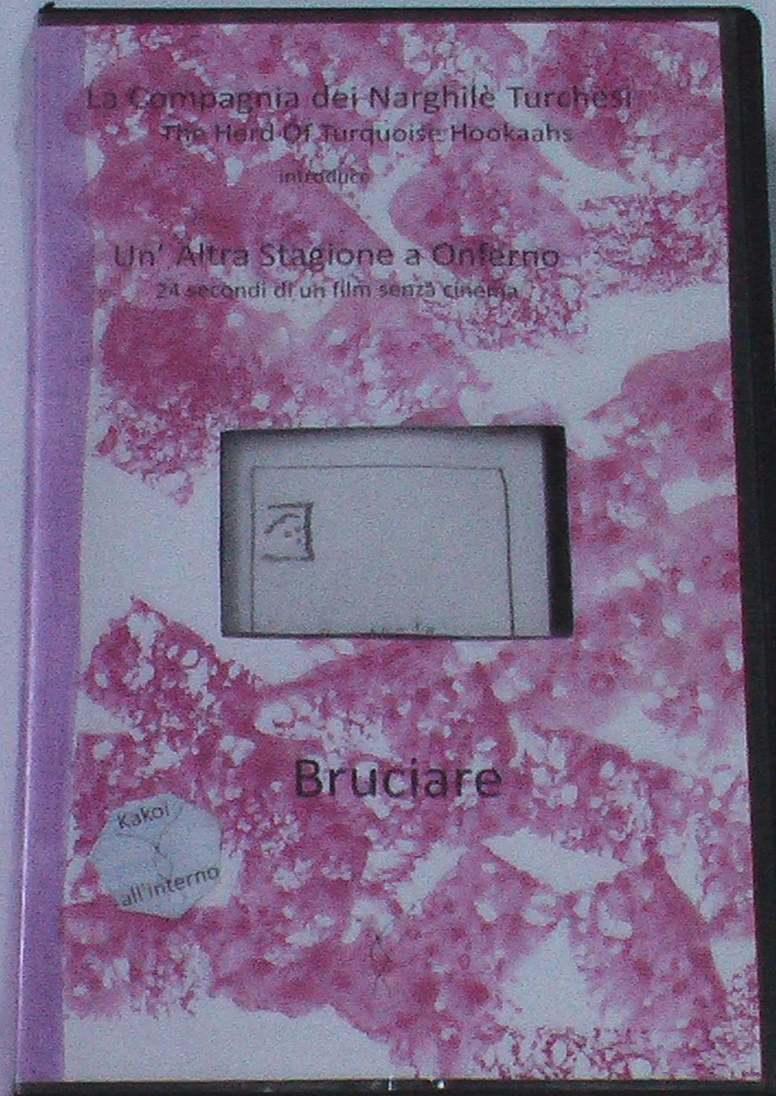 La Compagnia dei Narghilè Turchesi
The Herd Of Turquoise Hookaahs
introduce
Un' Altra Stagione a Onferno
24 secondi di un film senza cinema
Bruciare
Kakoi
all'interno